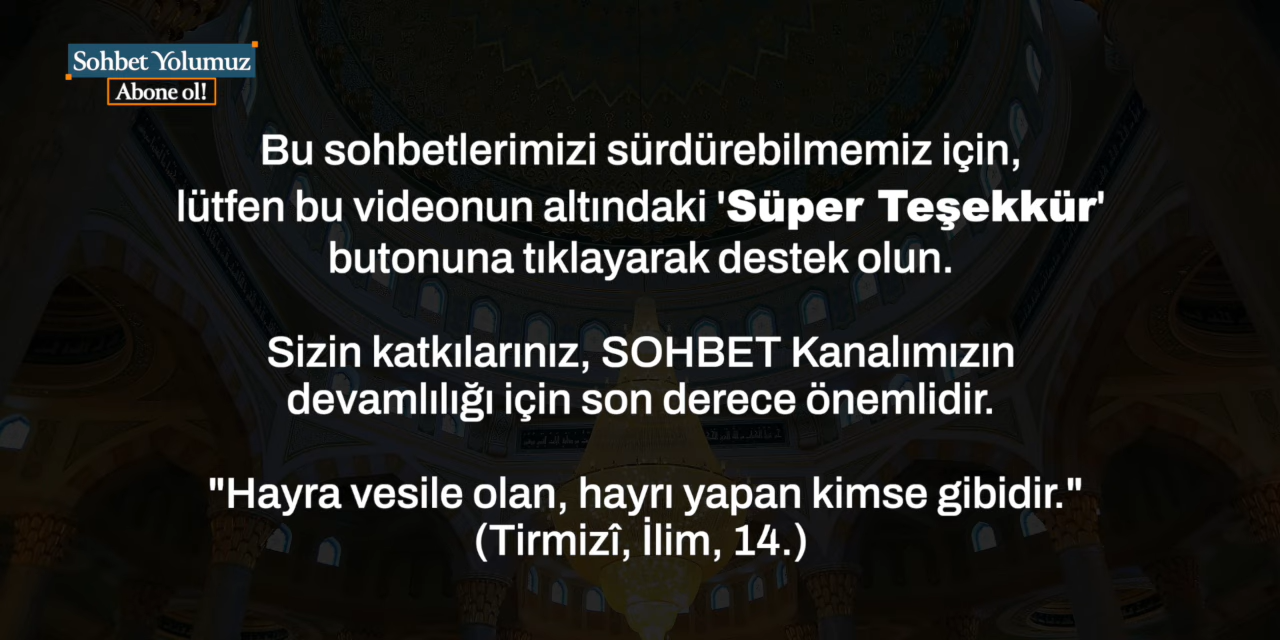 Sohbet Yolumuz
Abone ol!
Bu sohbetlerimizi sürdürebilmemiz için,
lütfen bu videonun altındaki 'Süper Teşekkür'
butonuna tıklayarak destek olun.
Sizin katkılarınız, SOHBET Kanalımızın
devamlılığı için son derece önemlidir.
"Hayra vesile olan, hayrı yapan kimse gibidir."
(Tirmizî, İlim, 14.)